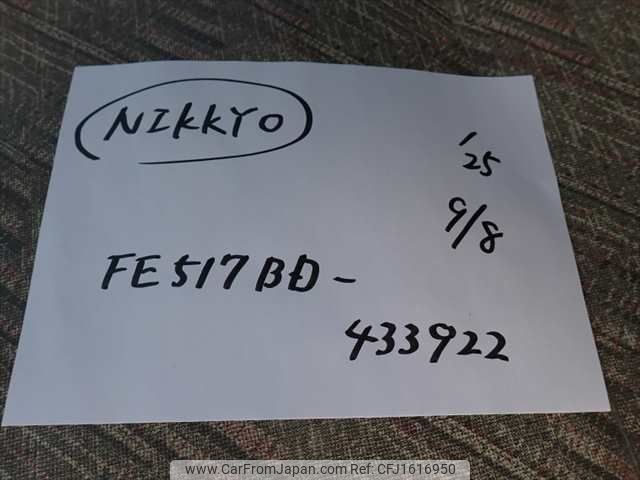 NIKKYO
'25
9/8
FE517BD-
433922
www.CarFromJapan.com Ref:CFJ1616950